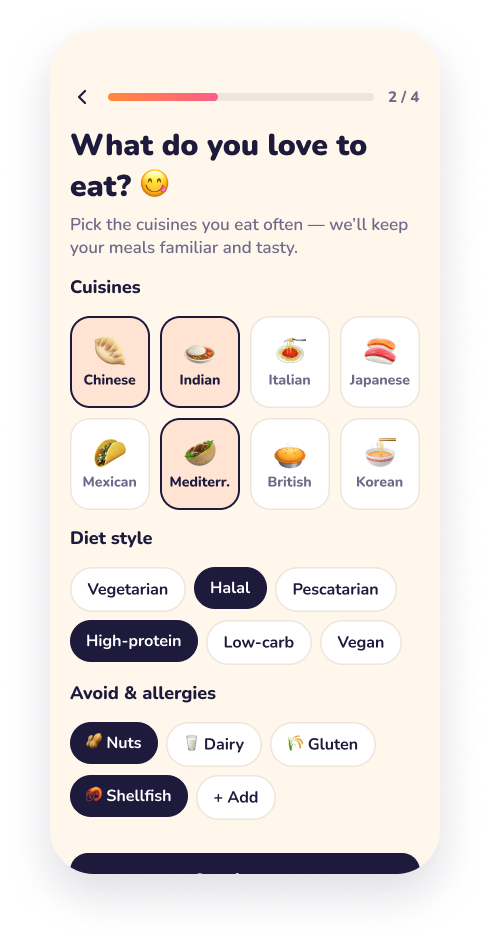 2 / 4
What do you love to
eat? 😋
Pick the cuisines you eat often — we'll keep
your meals familiar and tasty.
Cuisines
Chinese
Indian
Italian
Japanese
Mexican
Mediterr.
British
Korean
Diet style
Vegetarian
Halal
Pescatarian
High-protein
Low-carb
Vegan
Avoid & allergies
Nuts
Dairy
Gluten
Shellfish
+ Add